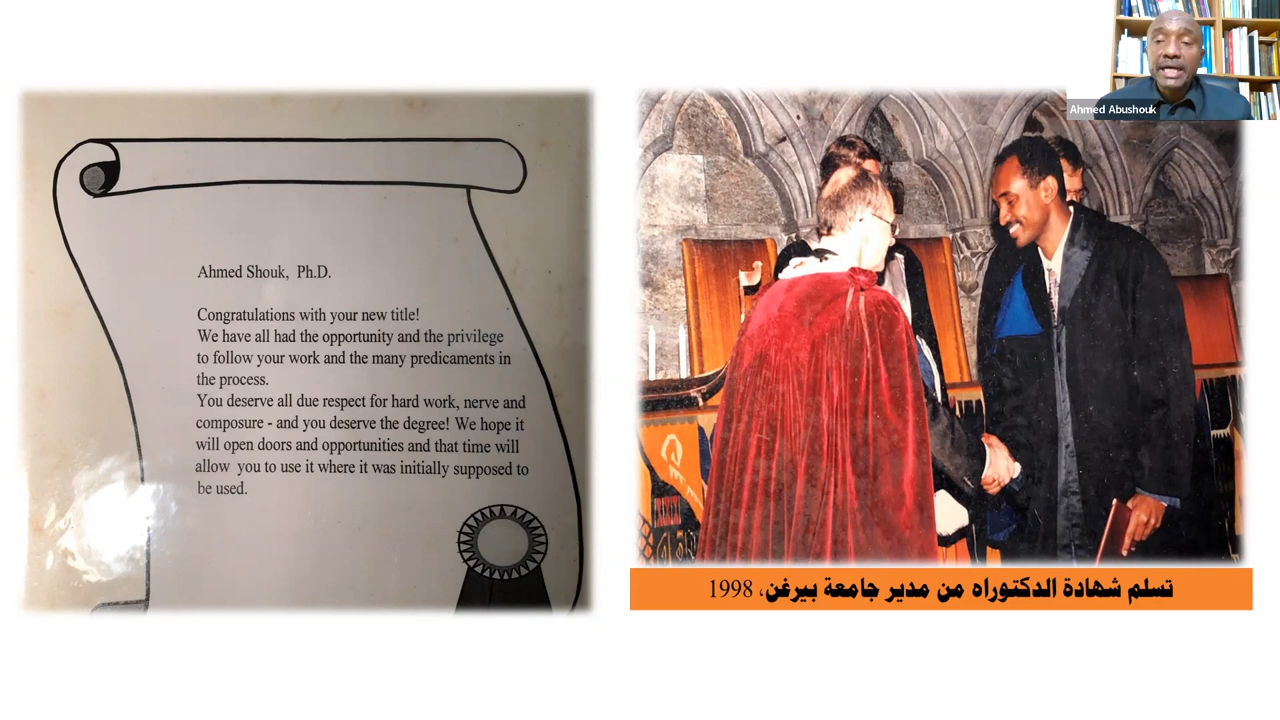 Ahmed Abushouk
Ahmed Shouk, Ph.D.
Congratulations with your new title!
We have all had the opportunity and the privilege
to follow your work and the many predicaments in
the process.
You deserve all due respect for hard work, nerve and
composure - and you deserve the degree! We hope it
will open doors and opportunities and that time will
allow you to use it where it was initially supposed to
be used.
تسلم شهادة الدكتوراه من مدير جامعة بيرغن، 1998